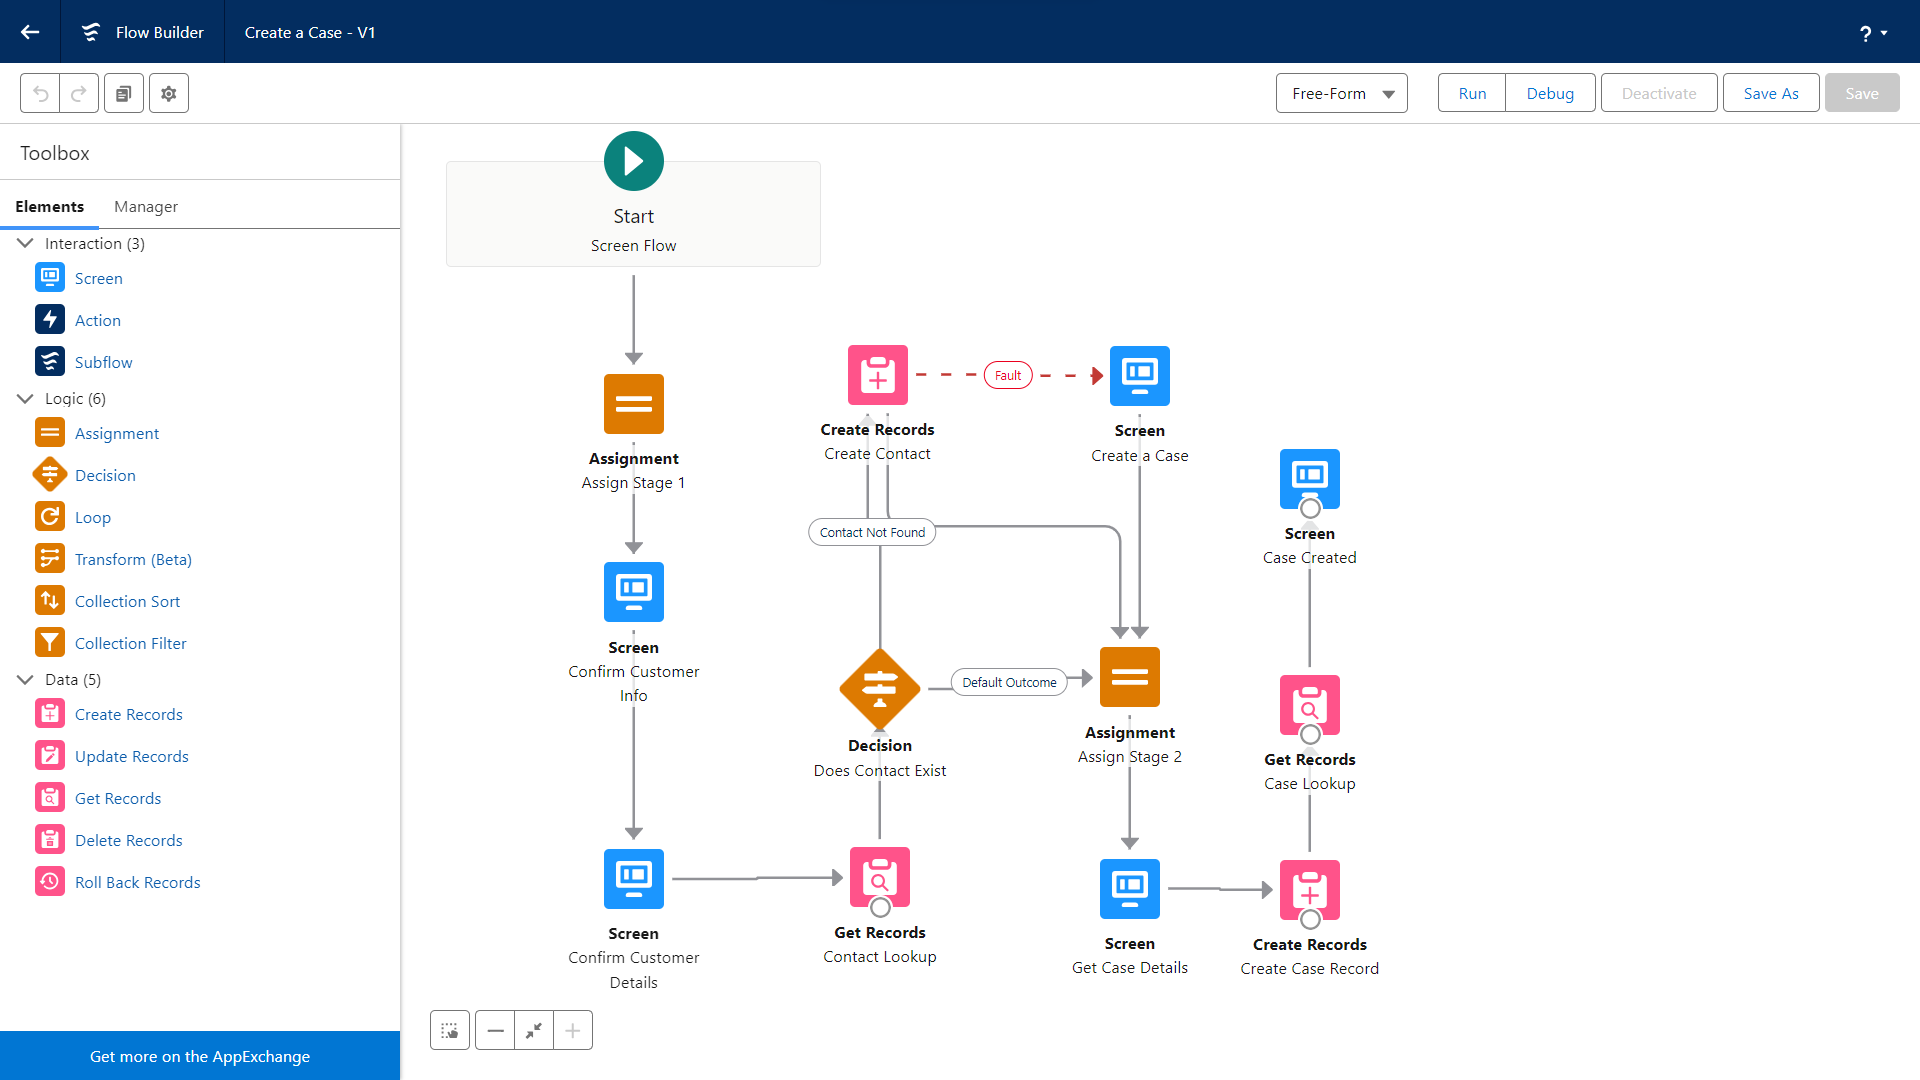 Flow Builder
Create a Case - V1
?
Free-Form
Run
Debug
Deactivate
Save As
Save
Toolbox
Elements
Manager
Interaction (3)
Screen
Action
Subflow
Logic (6)
Assignment
Decision
Loop
Transform (Beta)
Collection Sort
Collection Filter
Data (5)
Create Records
Update Records
Get Records
Delete Records
Roll Back Records
Get more on the AppExchange
Start
Screen Flow
Assignment
Assign Stage 1
Screen
Confirm Customer
Info
Screen
Confirm Customer
Details
Create Records
Create Contact
Fault
Screen
Create a Case
Contact Not Found
Decision
Does Contact Exist
Default Outcome
Get Records
Contact Lookup
Assignment
Assign Stage 2
Screen
Get Case Details
Screen
Case Created
Get Records
Case Lookup
Create Records
Create Case Record